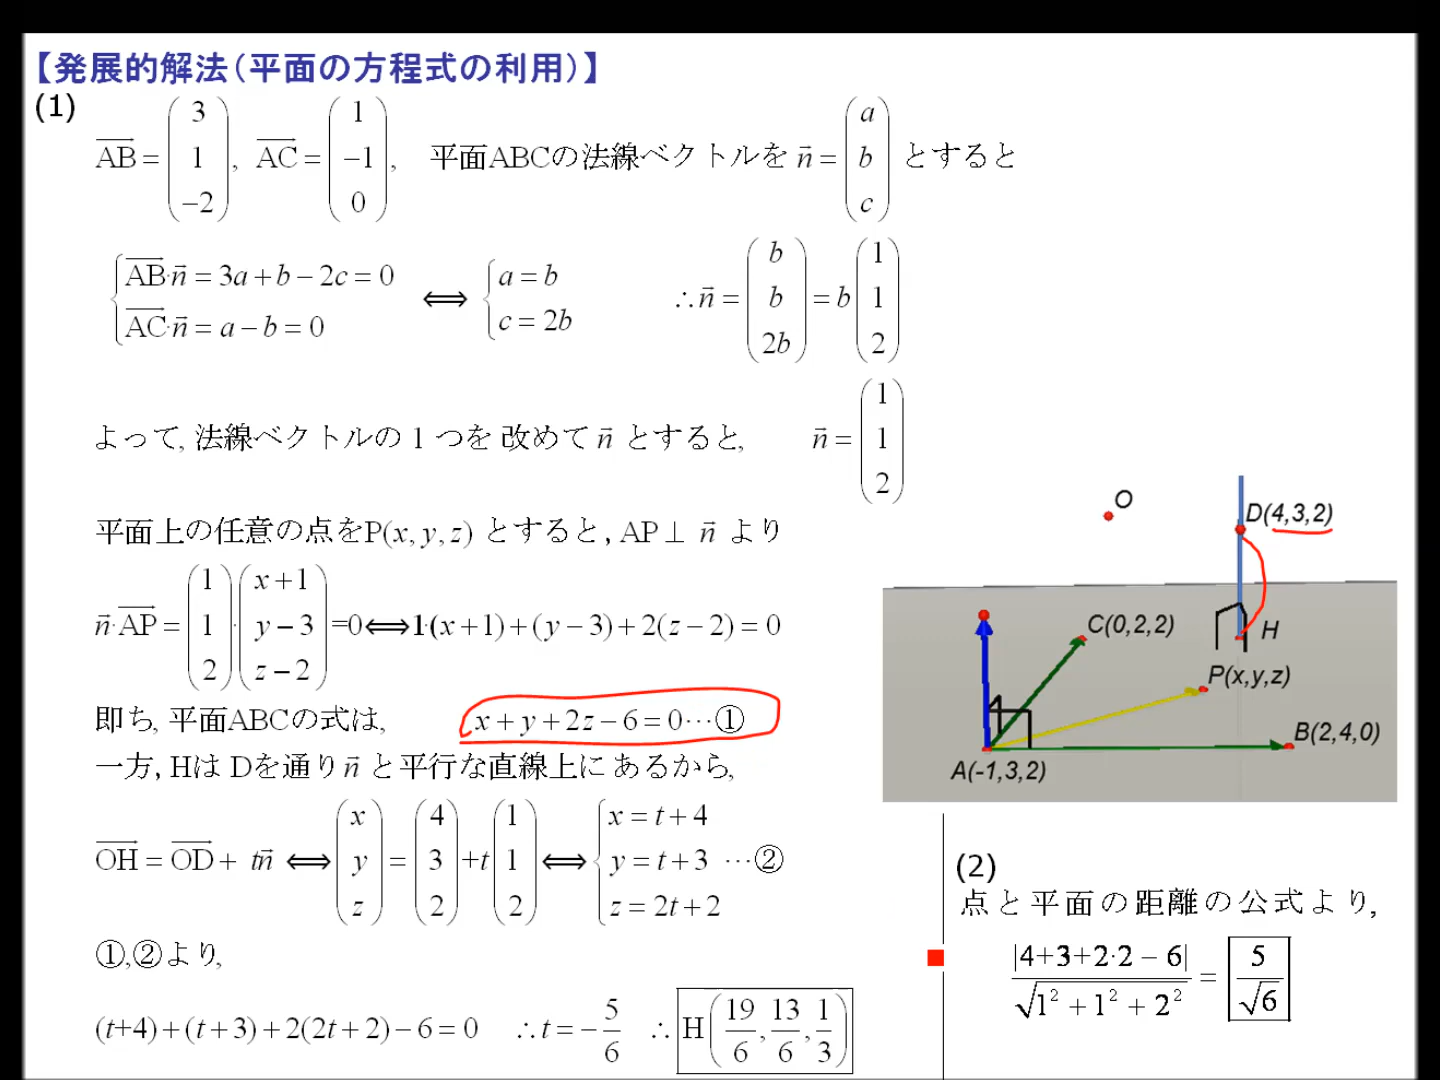 【発展的解法(平面の方程式の利用)】
(1)
AB = (3, 1, −2), AC = (1, −1, 0), 平面ABCの法線ベクトルを n = (a, b, c) とすると
{ AB·n = 3a + b − 2c = 0, AC·n = a − b = 0 ⟺ { a = b, c = 2b ∴ n = (b, b, 2b) = b (1, 1, 2)
よって, 法線ベクトルの 1 つを 改めて n とすると, n = (1, 1, 2)
平面上の任意の点をP(x, y, z) とすると, AP ⊥ n より
n·AP = (1, 1, 2)·(x+1, y−3, z−2) =0 ⟺ 1·(x+1)+(y−3)+2(z−2) = 0
即ち, 平面ABCの式は, x+y+2z−6=0…①
一方, Hは Dを通り n と平行な直線上に あるから,
OH = OD + tn ⟺ (x, y, z) = (4, 3, 2) +t (1, 1, 2) ⟺ { x = t+4, y = t+3, z = 2t+2 …②
①,②より,
(t+4)+(t+3)+2(2t+2)−6 = 0 ∴ t = −5/6 ∴ H(19/6, 13/6, 1/3)
O
D(4,3,2)
C(0,2,2)
H
P(x,y,z)
B(2,4,0)
A(-1,3,2)
(2)
点と平面の距離の公式より,
|4+3+2·2 − 6| / √(1² + 1² + 2²) = 5/√6